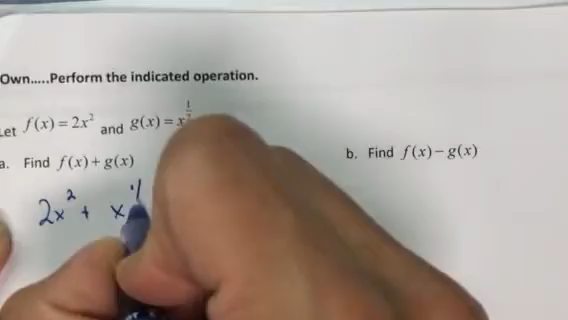 Own.....Perform the indicated operation.
Let f(x) = 2x² and g(x) = x
a. Find f(x) + g(x)
b. Find f(x) − g(x)
2x² + x